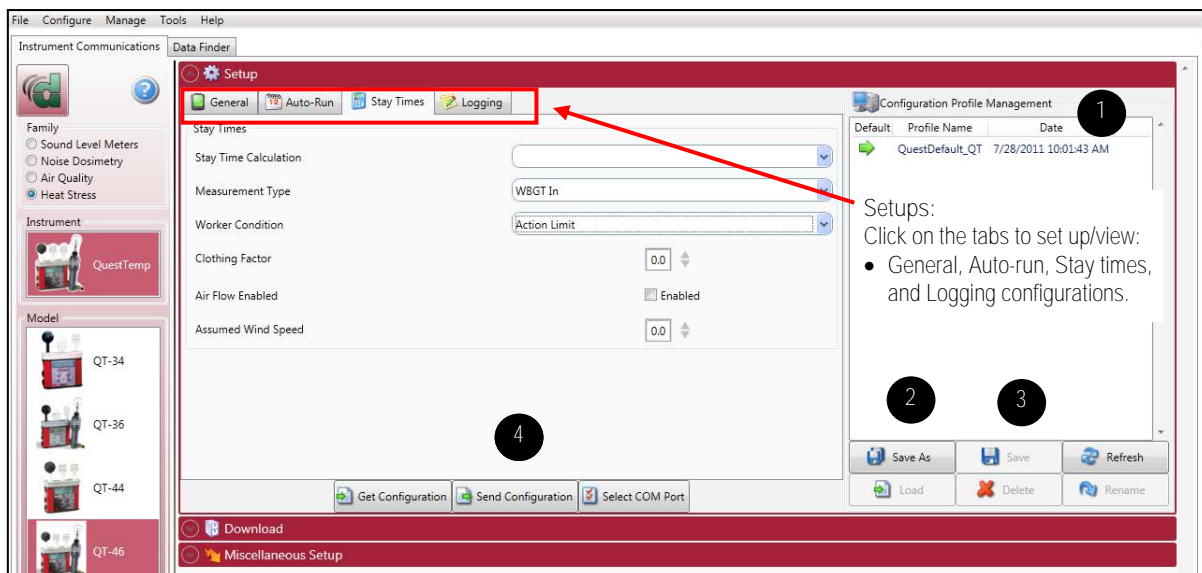 File Configure Manage Tools Help
Instrument Communications Data Finder
Setup
General Auto-Run Stay Times Logging
Configuration Profile Management
1
Family
Sound Level Meters
Noise Dosimetry
Air Quality
Heat Stress
Instrument
QuestTemp
Model
QT-34
QT-36
QT-44
QT-46
Stay Times
Stay Time Calculation
Measurement Type WBGT In
Worker Condition Action Limit
Clothing Factor 0.0
Air Flow Enabled Enabled
Assumed Wind Speed 0.0
4
Get Configuration Send Configuration Select COM Port
Default Profile Name Date
QuestDefault_QT 7/28/2011 10:01:43 AM
Setups:
Click on the tabs to set up/view:
• General, Auto-run, Stay times,
and Logging configurations.
2 3
Save As Save Refresh
Load Delete Rename
Download
Miscellaneous Setup